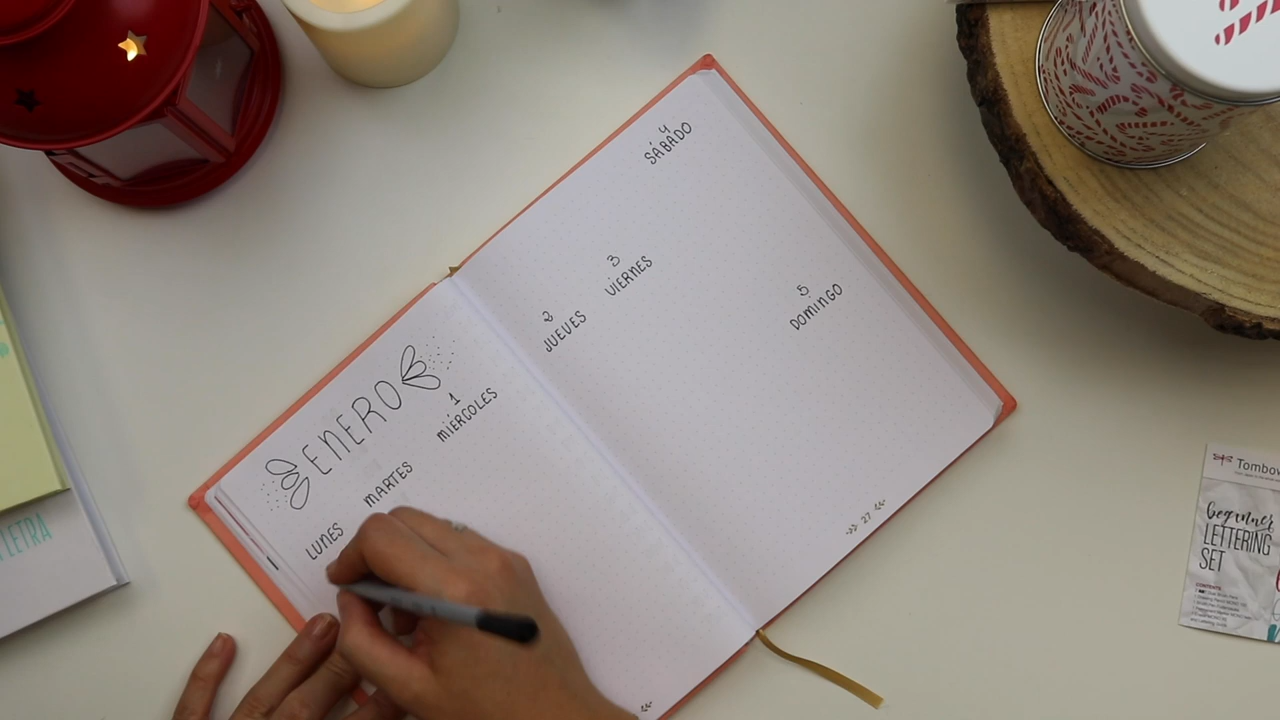 ENERO
LUNES
MARTES
1
MIÉRCOLES
2
JUEVES
3
VIERNES
4
SÁBADO
5
DOMINGO
27
LETRA
Tombow
beginner
LETTERING
SET
CONTENTS